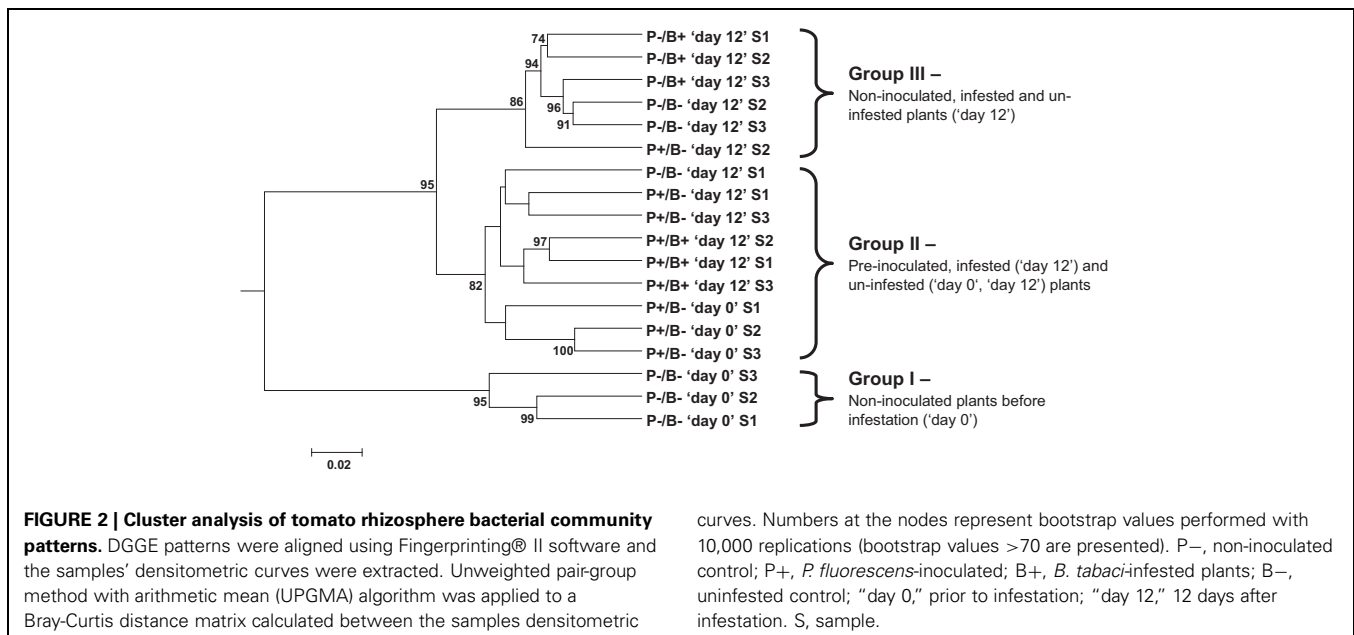 74
P-/B+ ‘day 12’ S1
P-/B+ ‘day 12’ S2
94
P-/B+ ‘day 12’ S3
96
P-/B- ‘day 12’ S2
91
P-/B- ‘day 12’ S3
86
P+/B- ‘day 12’ S2
Group III –
Non-inoculated, infested and un-
infested plants (‘day 12’)
95
P-/B- ‘day 12’ S1
P+/B- ‘day 12’ S1
P+/B- ‘day 12’ S3
97
P+/B+ ‘day 12’ S2
P+/B+ ‘day 12’ S1
P+/B+ ‘day 12’ S3
82
P+/B- ‘day 0’ S1
P+/B- ‘day 0’ S2
100
P+/B- ‘day 0’ S3
Group II –
Pre-inoculated, infested (‘day 12’) and
un-infested (‘day 0‘, ‘day 12’) plants
P-/B- ‘day 0’ S3
95
P-/B- ‘day 0’ S2
99
P-/B- ‘day 0’ S1
Group I –
Non-inoculated plants before
infestation (‘day 0’)
0.02
FIGURE 2 | Cluster analysis of tomato rhizosphere bacterial community
patterns. DGGE patterns were aligned using Fingerprinting® II software and
the samples’ densitometric curves were extracted. Unweighted pair-group
method with arithmetic mean (UPGMA) algorithm was applied to a
Bray-Curtis distance matrix calculated between the samples densitometric
curves. Numbers at the nodes represent bootstrap values performed with
10,000 replications (bootstrap values >70 are presented). P−, non-inoculated
control; P+, P. fluorescens-inoculated; B+, B. tabaci-infested plants; B−,
uninfested control; “day 0,” prior to infestation; “day 12,” 12 days after
infestation. S, sample.